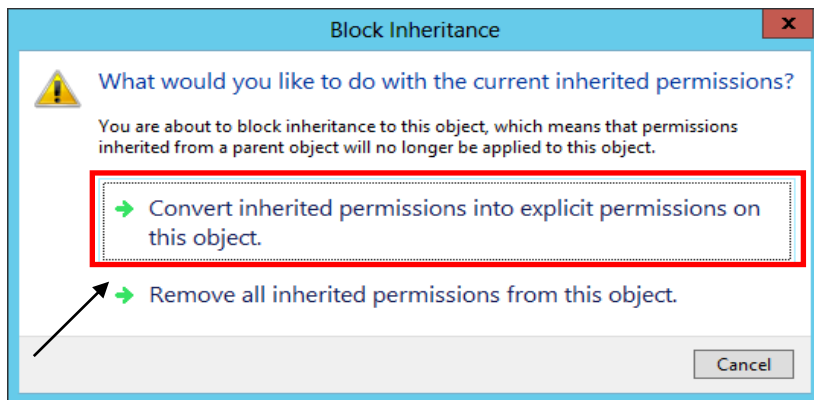 Block Inheritance
x
What would you like to do with the current inherited permissions?
You are about to block inheritance to this object, which means that permissions
inherited from a parent object will no longer be applied to this object.
Convert inherited permissions into explicit permissions on
this object.
Remove all inherited permissions from this object.
Cancel